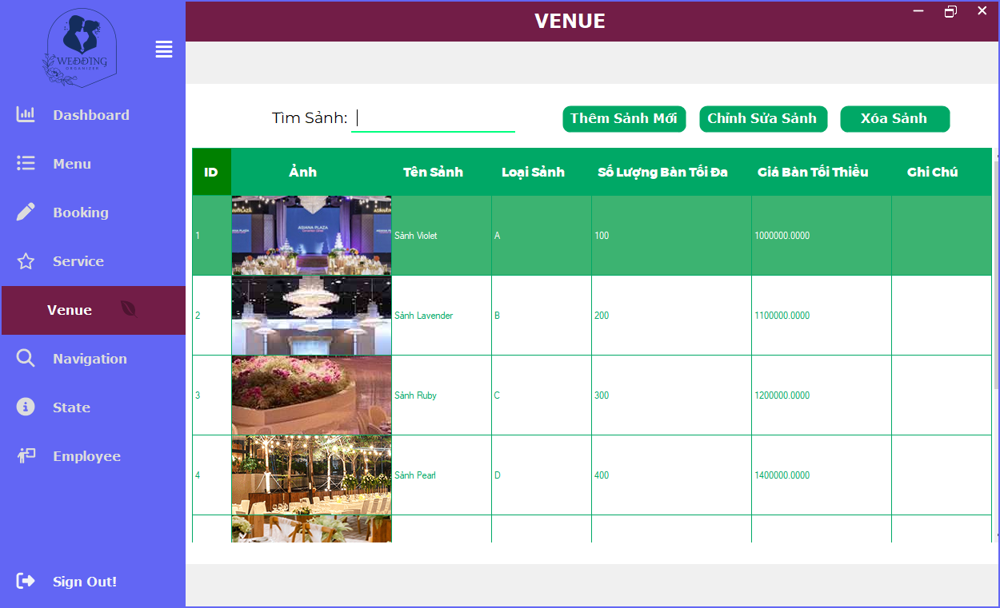 VENUE
WEDDING
ORGANIZER
Dashboard
Menu
Booking
Service
Venue
Navigation
State
Employee
Sign Out!
Tìm Sảnh:
Thêm Sảnh Mới Chỉnh Sửa Sảnh Xóa Sảnh
ID Ảnh Tên Sảnh Loại Sảnh Số Lượng Bàn Tối Đa Giá Bàn Tối Thiểu Ghi Chú
ASIANA PLAZA
1 Sảnh Violet A 100 1000000.0000
2 Sảnh Lavender B 200 1100000.0000
3 Sảnh Ruby C 300 1200000.0000
4 Sảnh Pearl D 400 1400000.0000